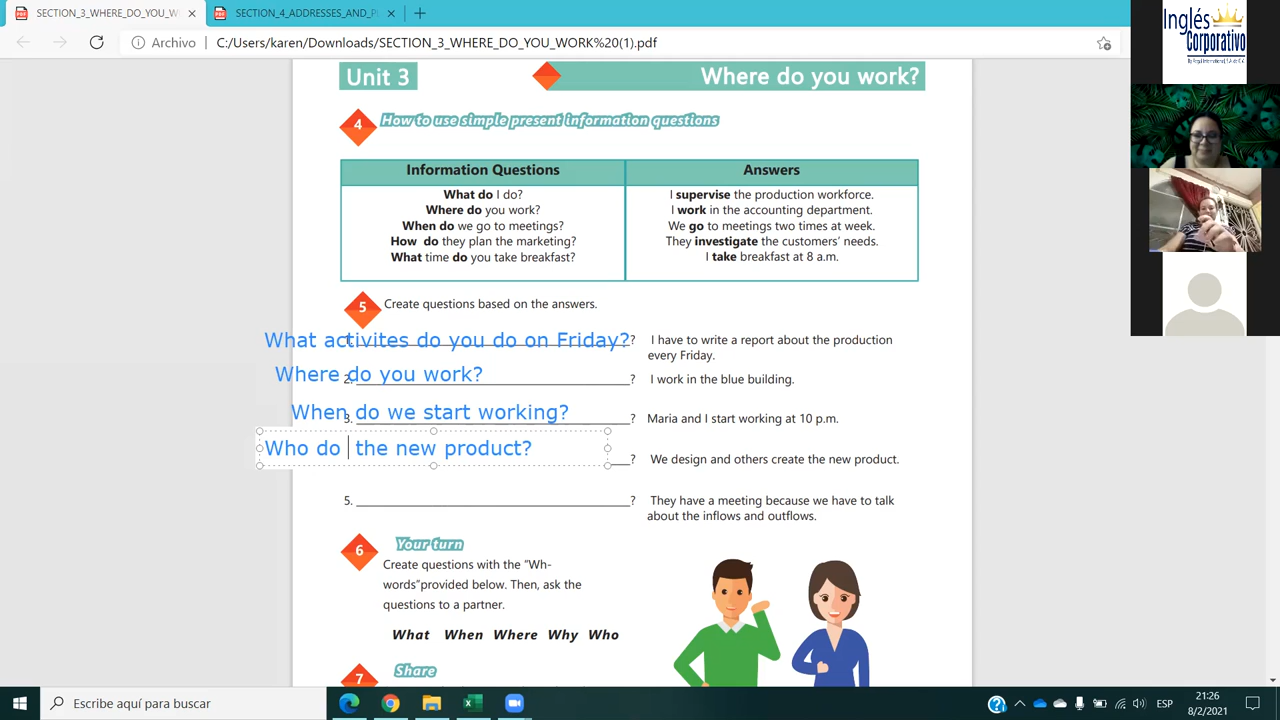 SECTION_3_WHERE_DO_YOU_W
SECTION_4_ADDRESSES_AND_P
Archivo
C:/Users/karen/Downloads/SECTION_3_WHERE_DO_YOU_WORK%20(1).pdf
Inglés
Corporativo
Unit 3
Where do you work?
4
How to use simple present information questions
Information Questions
Answers
What do I do?
I supervise the production workforce.
Where do you work?
I work in the accounting department.
When do we go to meetings?
We go to meetings two times at week.
How do they plan the marketing?
They investigate the customers' needs.
What time do you take breakfast?
I take breakfast at 8 a.m.
5
Create questions based on the answers.
What activites do you do on Friday?
1. ? I have to write a report about the production
every Friday.
Where do you work?
2. ? I work in the blue building.
When do we start working?
3. ? Maria and I start working at 10 p.m.
Who do the new product?
? We design and others create the new product.
5. ? They have a meeting because we have to talk
about the inflows and outflows.
6
Your turn
Create questions with the "Wh-
words"provided below. Then, ask the
questions to a partner.
What When Where Why Who
7
Share
Escribe aquí para buscar
ESP
21:26
8/2/2021